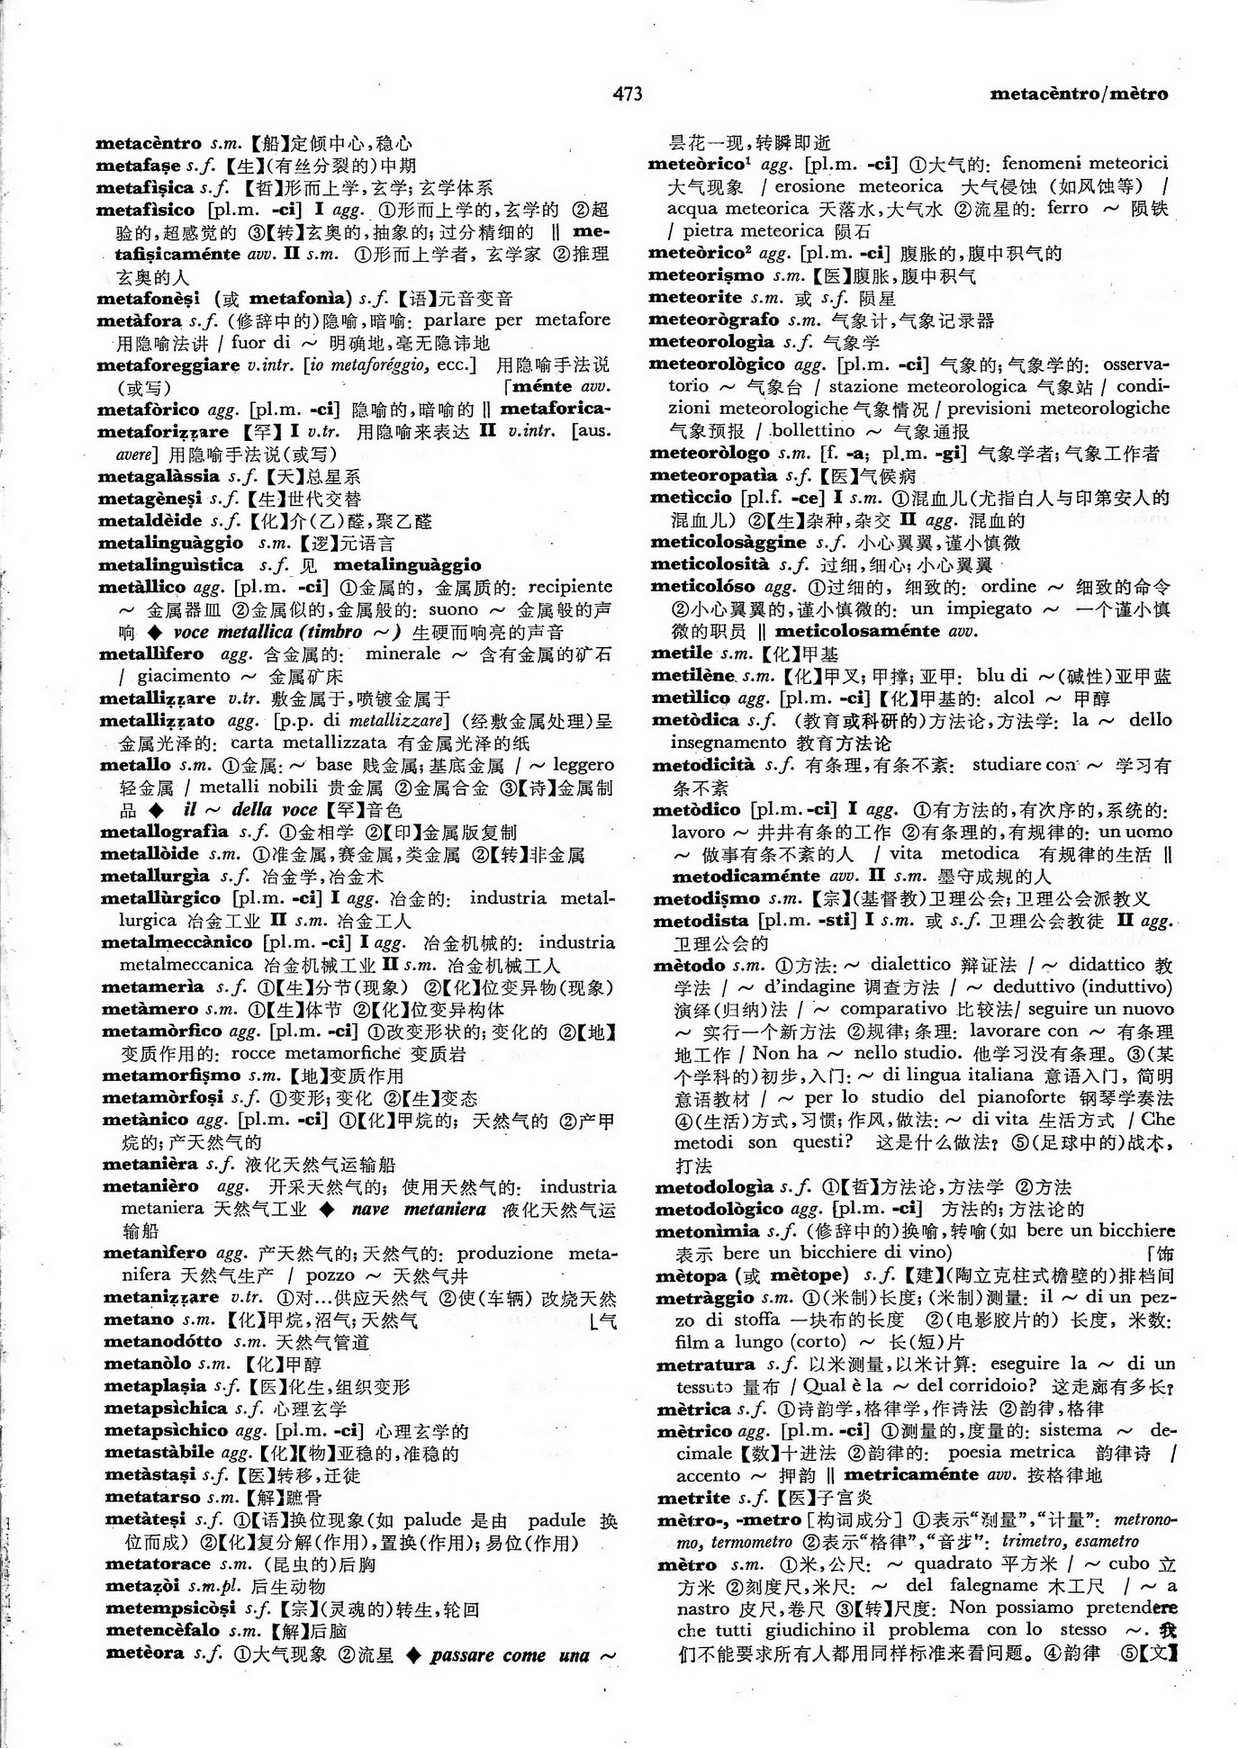 473
metacèntro/mètro
metacèntro s.m.【船】定倾中心,稳心
metafaṣe s.f.【生】(有丝分裂的)中期
metafìṣica s.f.【哲】形而上学,玄学; 玄学体系
metafìsico [pl.m. -ci] I agg. ①形而上学的,玄学的 ②超
验的,超感觉的 ③【转】玄奥的,抽象的; 过分精细的 ‖ me-
tafiṣicaménte avv. II s.m. ①形而上学者, 玄学家 ②推理
玄奥的人
metafonèṣi (或 metafonìa) s.f.【语】元音变音
metàfora s.f. (修辞中的)隐喻,暗喻: parlare per metafore
用隐喻法讲 / fuor di ～ 明确地,毫无隐讳地
metaforeggiare v.intr. [io metaforéggio, ecc.] 用隐喻手法说
(或写) 「ménte avv.
metafòrico agg. [pl.m. -ci] 隐喻的,暗喻的 ‖ metaforica-
metaforiẓẓare 【罕】 I v.tr. 用隐喻来表达 II v.intr. [aus.
avere] 用隐喻手法说(或写)
metagalàssia s.f.【天】总星系
metagèneṣi s.f.【生】世代交替
metaldèide s.f.【化】介(乙)醛,聚乙醛
metalinguàggio s.m.【逻】元语言
metalinguìstica s.f. 见 metalinguàggio
metàllico agg. [pl.m. -ci] ①金属的, 金属质的: recipiente
～ 金属器皿 ②金属似的,金属般的: suono ～ 金属般的声
响 ◆ voce metallica (timbro ～) 生硬而响亮的声音
metallìfero agg. 含金属的: minerale ～ 含有金属的矿石
/ giacimento ～ 金属矿床
metalliẓẓare v.tr. 敷金属于,喷镀金属于
metalliẓẓato agg. [p.p. di metallizzare] (经敷金属处理)呈
金属光泽的: carta metallizzata 有金属光泽的纸
metallo s.m. ①金属: ～ base 贱金属; 基底金属 / ～ leggero
轻金属 / metalli nobili 贵金属 ②金属合金 ③【诗】金属制
品 ◆ il ～ della voce【罕】音色
metallografìa s.f. ①金相学 ②【印】金属版复制
metallòide s.m. ①准金属,赛金属,类金属 ②【转】非金属
metallurgìa s.f. 冶金学,冶金术
metallùrgico [pl.m. -ci] I agg. 冶金的: industria metal-
lurgica 冶金工业 II s.m. 冶金工人
metalmeccànico [pl.m. -ci] I agg. 冶金机械的: industria
metalmeccanica 冶金机械工业 II s.m. 冶金机械工人
metamerìa s.f. ①【生】分节(现象) ②【化】位变异物(现象)
metàmero s.m. ①【生】体节 ②【化】位变异构体
metamòrfico agg. [pl.m. -ci] ①改变形状的; 变化的 ②【地】
变质作用的: rocce metamorfiche 变质岩
metamorfiṣmo s.m.【地】变质作用
metamòrfoṣi s.f. ①变形; 变化 ②【生】变态
metànico agg. [pl.m. -ci] ①【化】甲烷的; 天然气的 ②产甲
烷的; 产天然气的
metanièra s.f. 液化天然气运输船
metanièro agg. 开采天然气的; 使用天然气的: industria
metaniera 天然气工业 ◆ nave metaniera 液化天然气运
输船
metanìfero agg. 产天然气的; 天然气的: produzione meta-
nifera 天然气生产 / pozzo ～ 天然气井
metaniẓẓare v.tr. ①对…供应天然气 ②使(车辆) 改烧天然
metano s.m.【化】甲烷,沼气; 天然气 ⌊气
metanodótto s.m. 天然气管道
metanòlo s.m.【化】甲醇
metaplaṣìa s.f.【医】化生,组织变形
metapsìchica s.f. 心理玄学
metapsìchico agg. [pl.m. -ci] 心理玄学的
metastàbile agg.【化】【物】亚稳的,准稳的
metàstaṣi s.f.【医】转移,迁徙
metatarso s.m.【解】蹠骨
metàteṣi s.f. ①【语】换位现象(如 palude 是由 padule 换
位而成) ②【化】复分解(作用),置换(作用); 易位(作用)
metatorace s.m. (昆虫的)后胸
metaẓòi s.m.pl. 后生动物
metempsicòṣi s.f.【宗】(灵魂的)转生,轮回
metencèfalo s.m.【解】后脑
metèora s.f. ①大气现象 ②流星 ◆ passare come una ～
昙花一现,转瞬即逝
meteòrico¹ agg. [pl.m. -ci] ①大气的: fenomeni meteorici
大气现象 / erosione meteorica 大气侵蚀 (如风蚀等) /
acqua meteorica 天落水,大气水 ②流星的: ferro ～ 陨铁
/ pietra meteorica 陨石
meteòrico² agg. [pl.m. -ci] 腹胀的,腹中积气的
meteoriṣmo s.m.【医】腹胀,腹中积气
meteorite s.m. 或 s.f. 陨星
meteorògrafo s.m. 气象计,气象记录器
meteorologìa s.f. 气象学
meteorològico agg. [pl.m. -ci] 气象的; 气象学的: osserva-
torio ～ 气象台 / stazione meteorologica 气象站 / condi-
zioni meteorologiche 气象情况 / previsioni meteorologiche
气象预报 / bollettino ～ 气象通报
meteoròlogo s.m. [f. -a; pl.m. -gi] 气象学者; 气象工作者
meteoropatìa s.f.【医】气候病
metìccio [pl.f. -ce] I s.m. ①混血儿(尤指白人与印第安人的
混血儿) ②【生】杂种,杂交 II agg. 混血的
meticolosàggine s.f. 小心翼翼,谨小慎微
meticolosità s.f. 过细,细心; 小心翼翼
meticolóso agg. ①过细的, 细致的: ordine ～ 细致的命令
②小心翼翼的,谨小慎微的: un impiegato ～ 一个谨小慎
微的职员 ‖ meticolosaménte avv.
metile s.m.【化】甲基
metilène s.m.【化】甲叉; 甲撑; 亚甲: blu di ～(碱性)亚甲蓝
metìlico agg. [pl.m. -ci]【化】甲基的: alcol ～ 甲醇
metòdica s.f. (教育或科研的)方法论,方法学: la ～ dello
insegnamento 教育方法论
metodicità s.f. 有条理,有条不紊: studiare con ～ 学习有
条不紊
metòdico [pl.m. -ci] I agg. ①有方法的,有次序的,系统的:
lavoro ～ 井井有条的工作 ②有条理的,有规律的: un uomo
～ 做事有条不紊的人 / vita metodica 有规律的生活 ‖
metodicaménte avv. II s.m. 墨守成规的人
metodiṣmo s.m.【宗】(基督教)卫理公会; 卫理公会派教义
metodista [pl.m. -sti] I s.m. 或 s.f. 卫理公会教徒 II agg.
卫理公会的
mètodo s.m. ①方法: ～ dialettico 辩证法 / ～ didattico 教
学法 / ～ d'indagine 调查方法 / ～ deduttivo (induttivo)
演绎(归纳)法 / ～ comparativo 比较法/ seguire un nuovo
～ 实行一个新方法 ②规律; 条理: lavorare con ～ 有条理
地工作 / Non ha ～ nello studio. 他学习没有条理。③(某
个学科的)初步,入门: ～ di lingua italiana 意语入门, 简明
意语教材 / ～ per lo studio del pianoforte 钢琴学奏法
④(生活)方式,习惯; 作风,做法: ～ di vita 生活方式 / Che
metodi son questi? 这是什么做法? ⑤(足球中的)战术,
打法
metodologìa s.f. ①【哲】方法论,方法学 ②方法
metodològico agg. [pl.m. -ci] 方法的; 方法论的
metonìmia s.f. (修辞中的)换喻,转喻(如 bere un bicchiere
表示 bere un bicchiere di vino) 「饰
mètopa (或 mètope) s.f.【建】(陶立克柱式檐壁的)排档间
metràggio s.m. ①(米制)长度; (米制)测量: il ～ di un pez-
zo di stoffa 一块布的长度 ②(电影胶片的) 长度, 米数:
film a lungo (corto) ～ 长(短)片
metratura s.f. 以米测量,以米计算: eseguire la ～ di un
tessuto 量布 / Qual è la ～ del corridoio? 这走廊有多长?
mètrica s.f. ①诗韵学,格律学,作诗法 ②韵律,格律
mètrico agg. [pl.m. -ci] ①测量的,度量的: sistema ～ de-
cimale【数】十进法 ②韵律的: poesia metrica 韵律诗 /
accento ～ 押韵 ‖ metricaménte avv. 按格律地
metrite s.f.【医】子宫炎
mètro-, -metro [构词成分] ①表示“测量”,“计量”: metrono-
mo, termometro ②表示“格律”,“音步”: trimetro, esametro
mètro s.m. ①米,公尺: ～ quadrato 平方米 / ～ cubo 立
方米 ②刻度尺,米尺: ～ del falegname 木工尺 / ～ a
nastro 皮尺,卷尺 ③【转】尺度: Non possiamo pretendere
che tutti giudichino il problema con lo stesso ～. 我
们不能要求所有人都用同样标准来看问题。④韵律 ⑤【文】